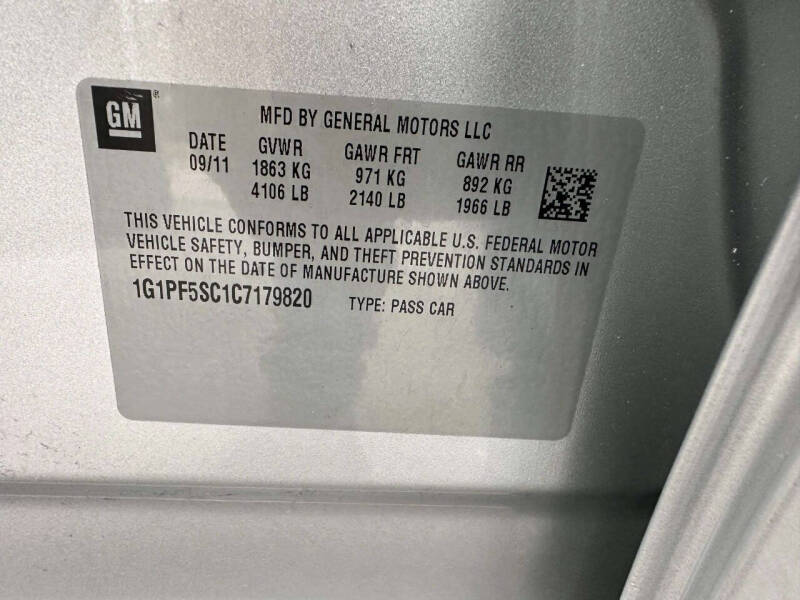 GM ®
MFD BY GENERAL MOTORS LLC
DATE GVWR GAWR FRT GAWR RR
09/11 1863 KG 971 KG 892 KG
4106 LB 2140 LB 1966 LB
THIS VEHICLE CONFORMS TO ALL APPLICABLE U.S. FEDERAL MOTOR
VEHICLE SAFETY, BUMPER, AND THEFT PREVENTION STANDARDS IN
EFFECT ON THE DATE OF MANUFACTURE SHOWN ABOVE.
1G1PF5SC1C7179820 TYPE: PASS CAR